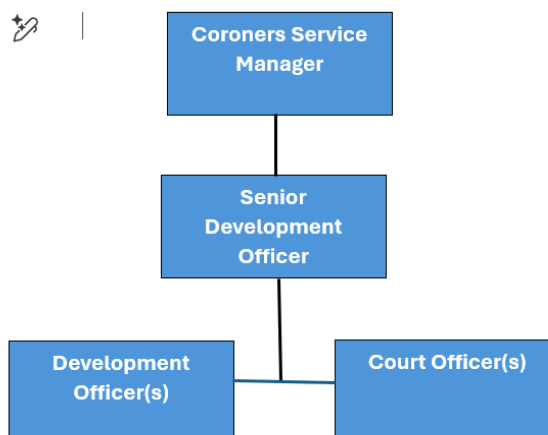 Coroners Service
Manager
Senior
Development
Officer
Development
Officer(s)
Court Officer(s)